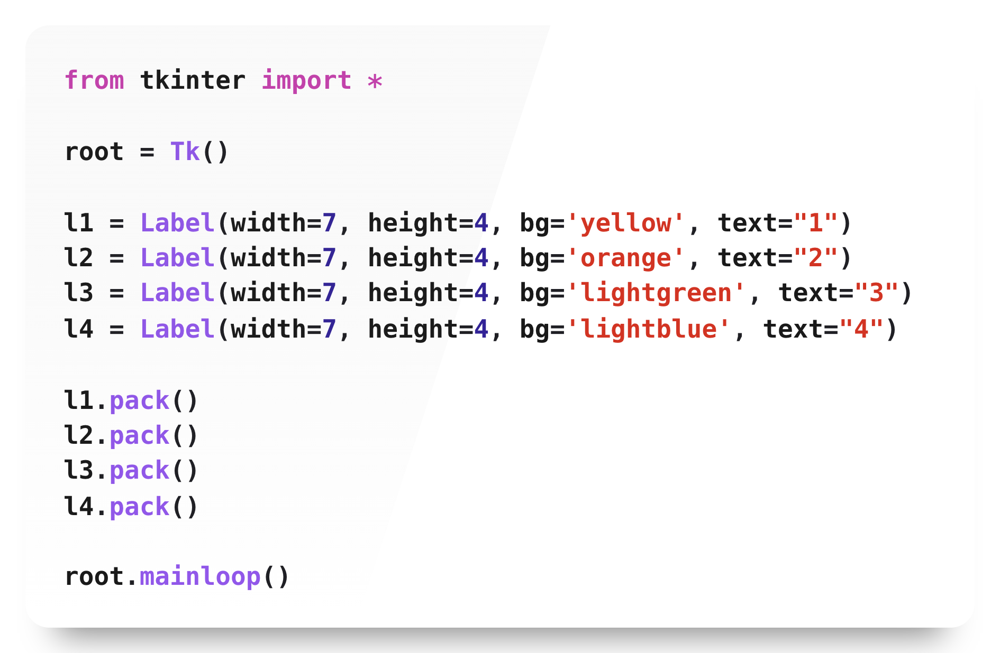 from tkinter import *
root = Tk()
l1 = Label(width=7, height=4, bg='yellow', text="1")
l2 = Label(width=7, height=4, bg='orange', text="2")
l3 = Label(width=7, height=4, bg='lightgreen', text="3")
l4 = Label(width=7, height=4, bg='lightblue', text="4")
l1.pack()
l2.pack()
l3.pack()
l4.pack()
root.mainloop()